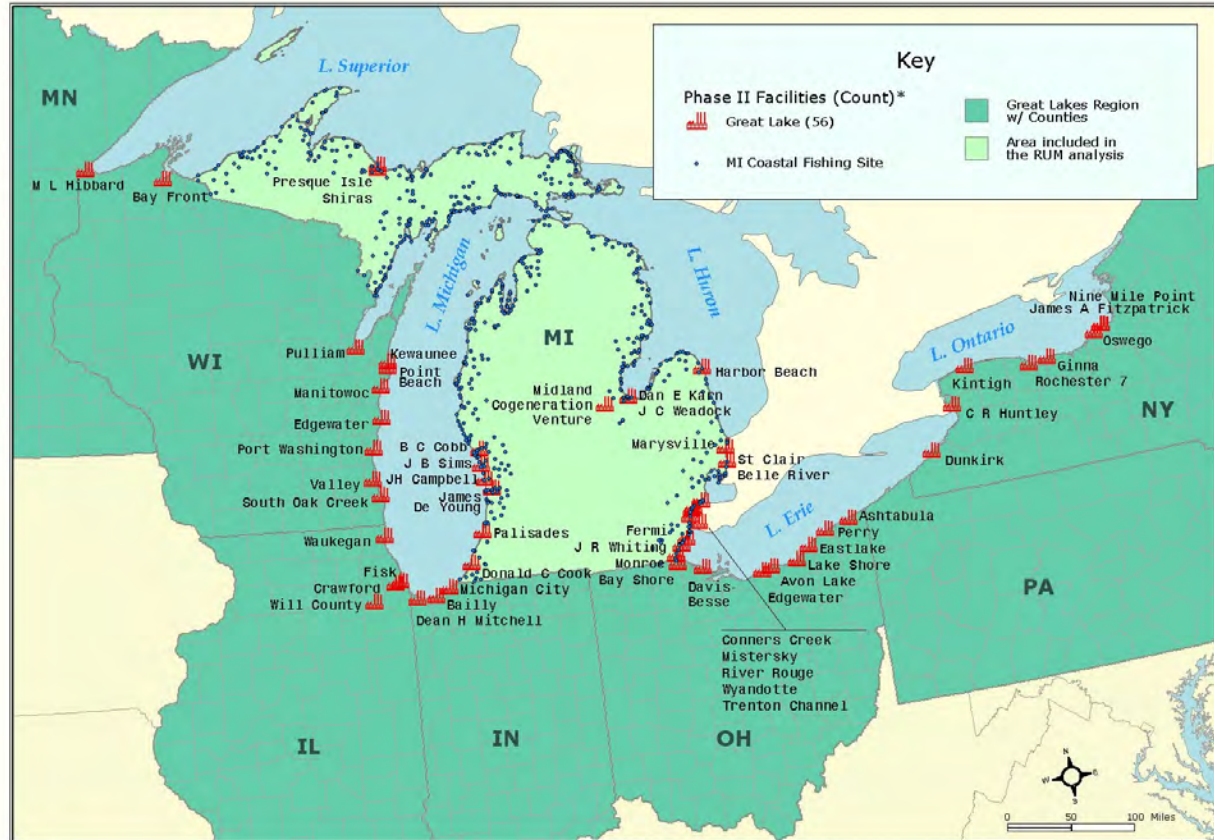 Key
Phase II Facilities (Count)*
Great Lake (56)
MI Coastal Fishing Site
Great Lakes Region
w/ Counties
Area included in
the RUM analysis
L. Superior
MN
M L Hibbard
Bay Front
Presque Isle
Shiras
L. Michigan
L. Huron
WI
MI
Pulliam
Kewaunee
Point
Beach
Manitowoc
Edgewater
Port Washington
Valley
South Oak Creek
Waukegan
Fisk
Crawford
Will County
Midland
Cogeneration
Venture
Dan E Karn
J C Weadock
Harbor Beach
B C Cobb
J B Sims
JH Campbell
James
De Young
Palisades
Donald C Cook
Michigan City
Bailly
Dean H Mitchell
Marysville
St Clair
Belle River
Fermi
J R Whiting
Monroe
Bay Shore
Davis-
Besse
Conners Creek
Mistersky
River Rouge
Wyandotte
Trenton Channel
L. Erie
Ashtabula
Perry
Eastlake
Lake Shore
Avon Lake
Edgewater
L. Ontario
Nine Mile Point
James A Fitzpatrick
Oswego
Ginna
Rochester 7
Kintigh
C R Huntley
Dunkirk
NY
PA
IL
IN
OH
N
W
E
S
0 50 100 Miles